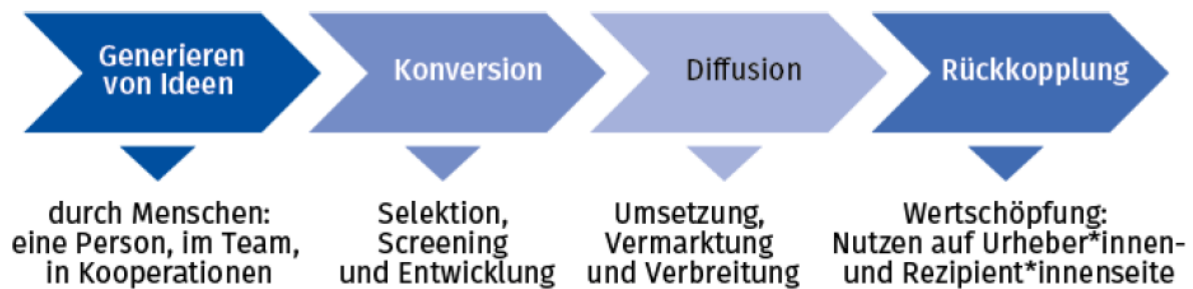 Generieren
von Ideen
Konversion
Diffusion
Rückkopplung
durch Menschen:
eine Person, im Team,
in Kooperationen
Selektion,
Screening
und Entwicklung
Umsetzung,
Vermarktung
und Verbreitung
Wertschöpfung:
Nutzen auf Urheber*innen-
und Rezipient*innenseite